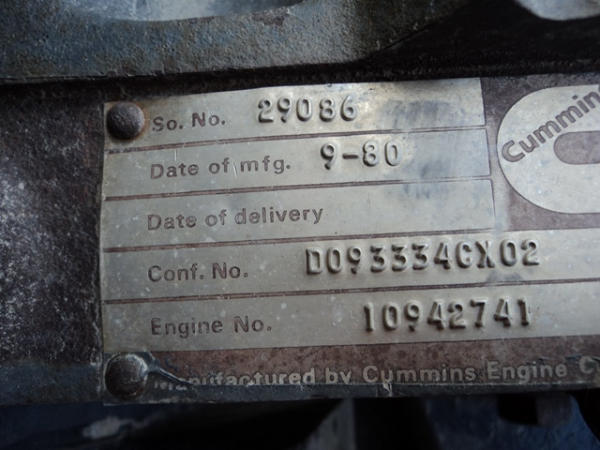 So. No. 29086
Cummins
Date of mfg. 9-80
Date of delivery
Conf. No. D093334CX02
Engine No. 10942741
Manufactured by Cummins Engine